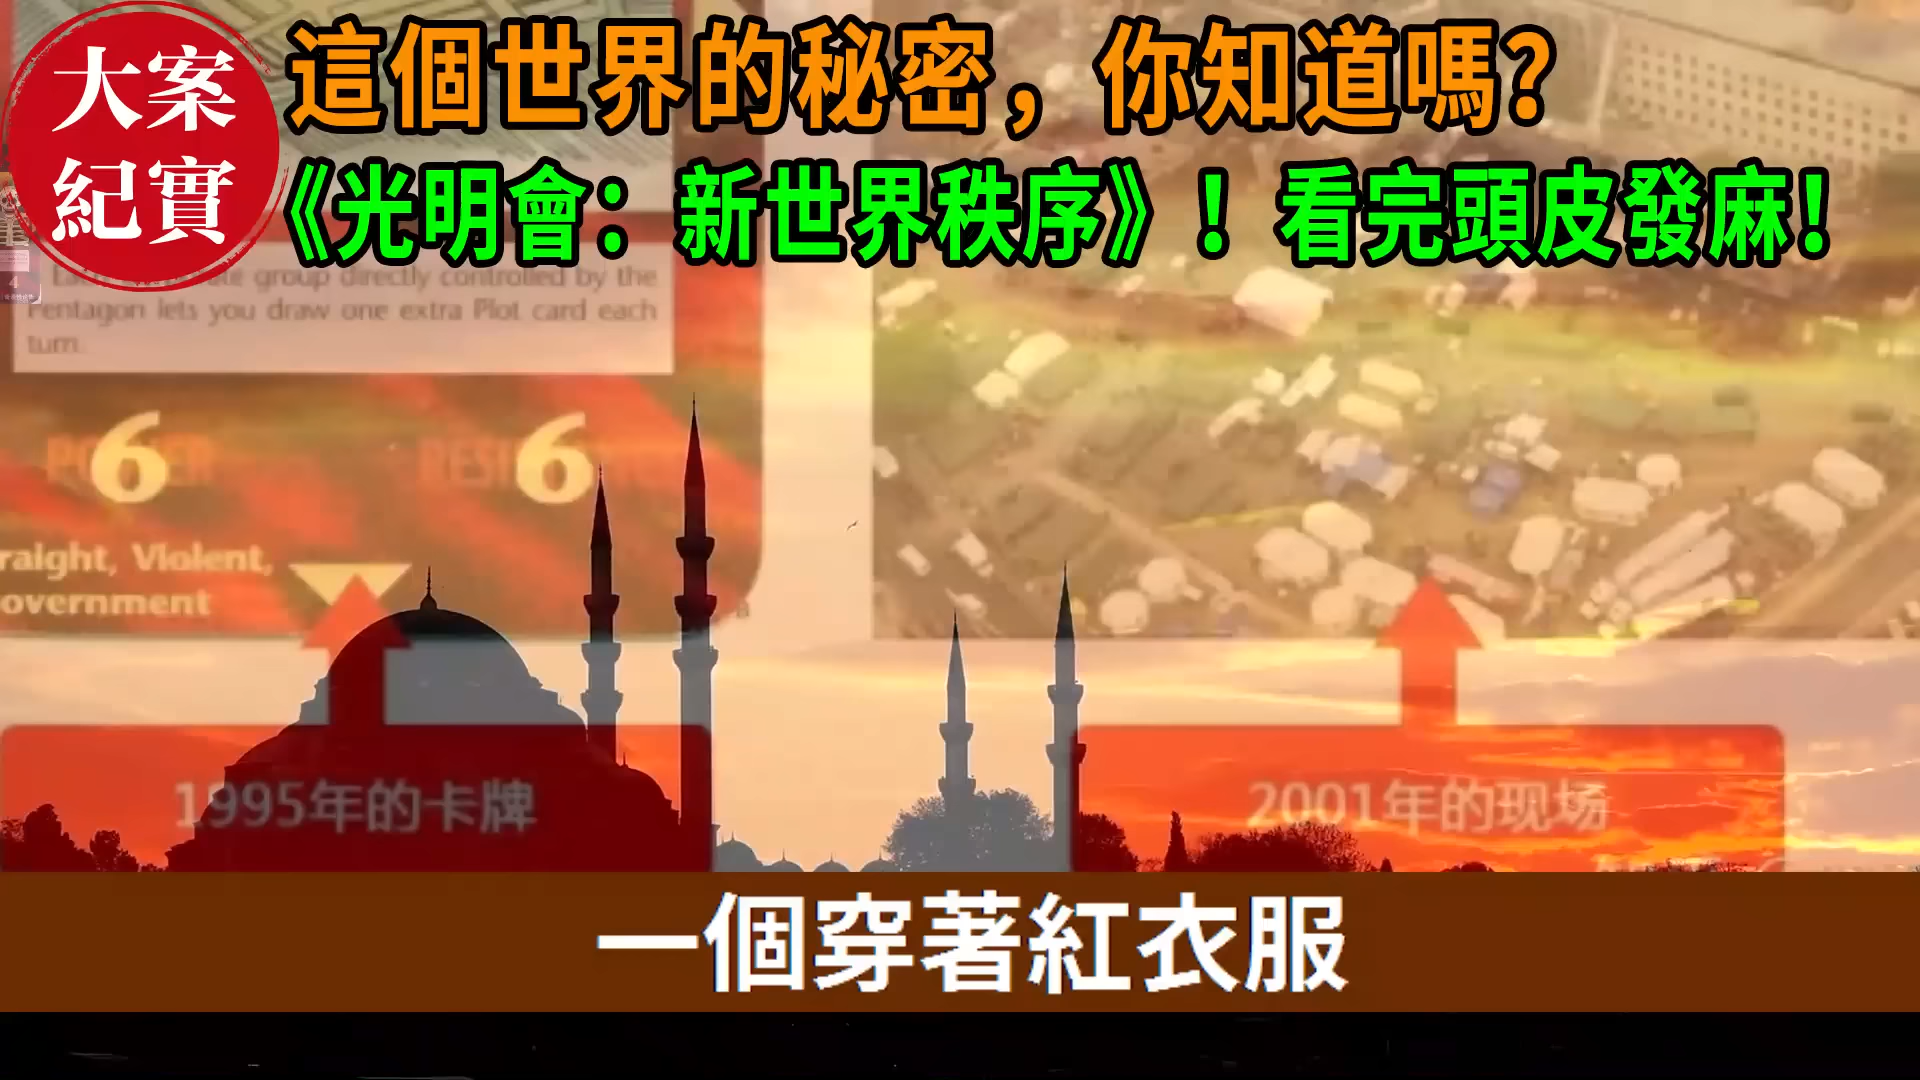 大案
紀實
這個世界的秘密，你知道嗎？
《光明會：新世界秩序》！看完頭皮發麻！
group directly controlled by the
Pentagon lets you draw one extra Plot card each
turn.
6
6
raight, Violent,
overnment
1995年的卡牌
2001年的现场
一個穿著紅衣服